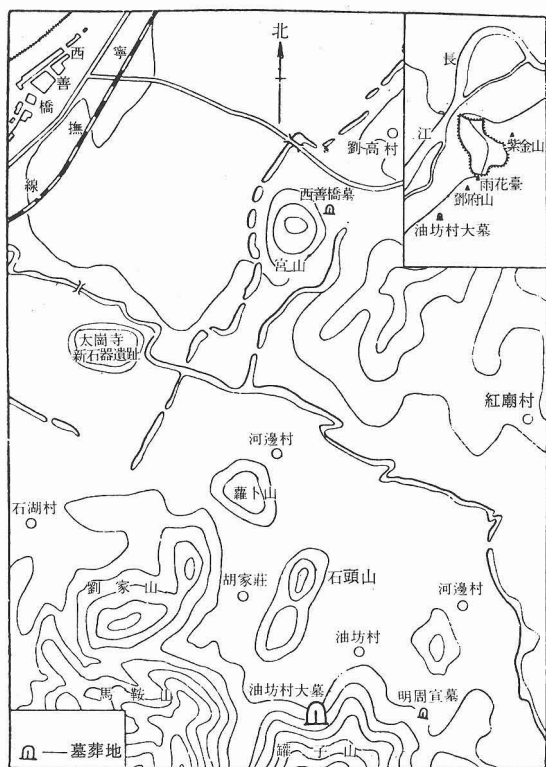 北
西善橋
寧撫線
劉高村
西善橋墓
宮山
太崗寺
新石器遺趾
紅廟村
河邊村
蘿卜山
石湖村
劉家山
胡家莊
石頭山
河邊村
油坊村
馬鞍山
油坊村大墓
明周宣墓
罐子山
墓葬地
長江
紫金山
雨花臺
鄧府山
油坊村大墓